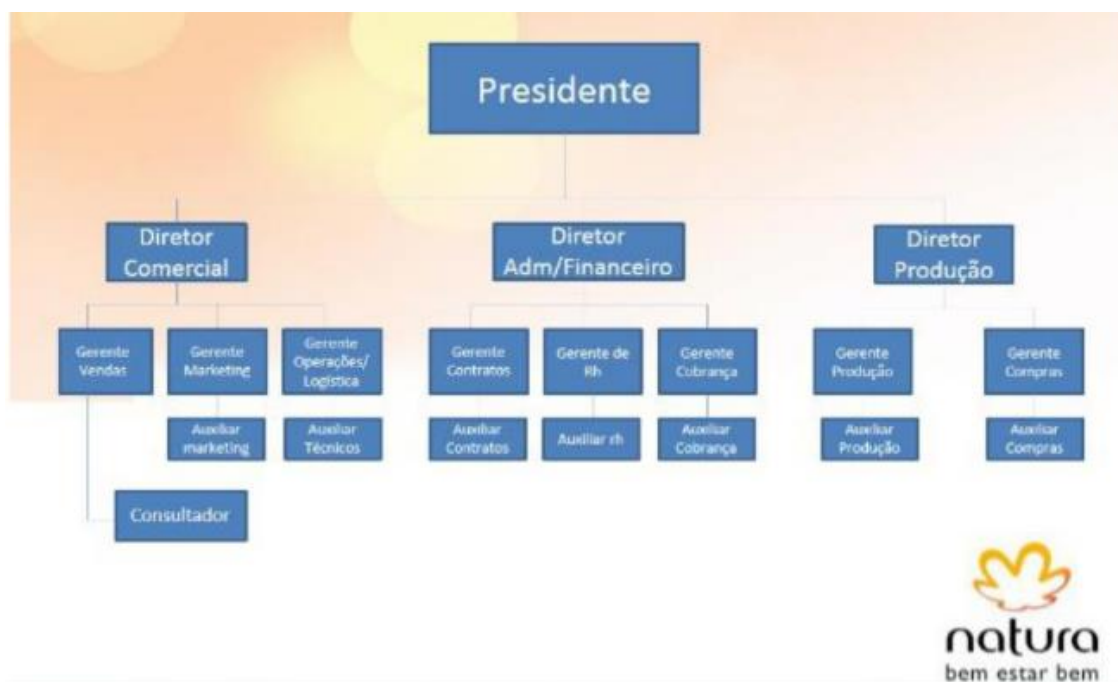 Presidente
Diretor
Comercial
Diretor
Adm/Financeiro
Diretor
Produção
Gerente
Vendas
Gerente
Marketing
Gerente
Operações/
Logística
Gerente
Contratos
Gerente de
Rh
Gerente
Cobrança
Gerente
Produção
Gerente
Compras
Auxiliar
marketing
Auxiliar
Técnicos
Auxiliar
Contratos
Auxiliar rh
Auxiliar
Cobrança
Auxiliar
Produção
Auxiliar
Compras
Consultador
natura
bem estar bem